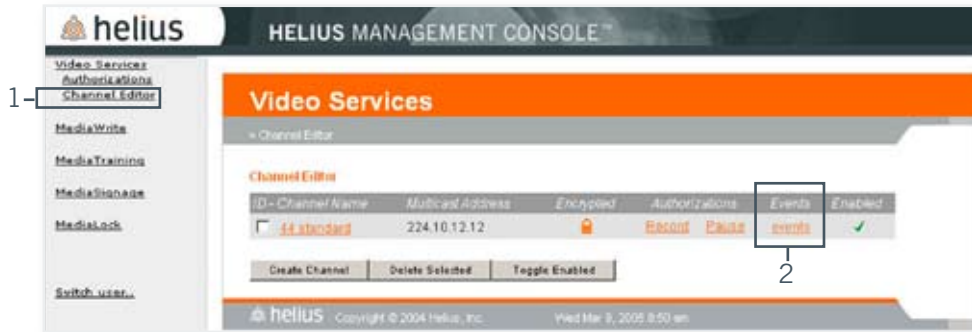 helius
HELIUS MANAGEMENT CONSOLE™
Video Services
Authorizations
1
Channel Editor
MediaWrite
MediaTraining
MediaSignage
MediaLock
Switch user...
Video Services
» Channel Editor
Channel Editor
ID - Channel Name Multicast Address Encrypted Authorizations Events Enabled
44 standard 224.10.12.12 Record Pause events
2
Create Channel Delete Selected Toggle Enabled
helius Copyright © 2004 Helius, Inc. Wed Mar 9, 2005 8:50 am